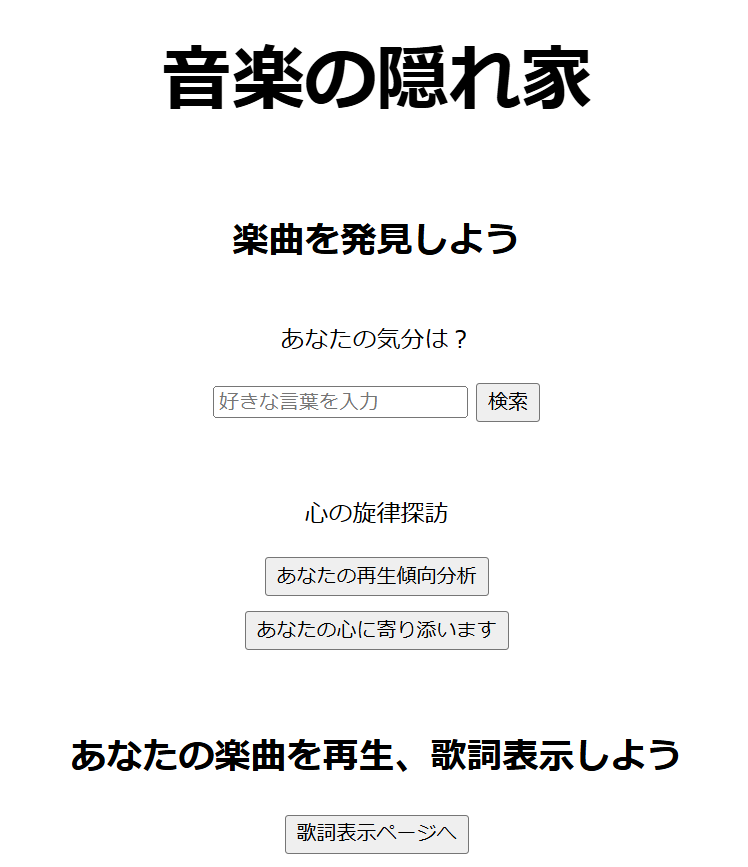 音楽の隠れ家
楽曲を発見しよう
あなたの気分は？
好きな言葉を入力 検索
心の旋律探訪
あなたの再生傾向分析
あなたの心に寄り添います
あなたの楽曲を再生、歌詞表示しよう
歌詞表示ページへ